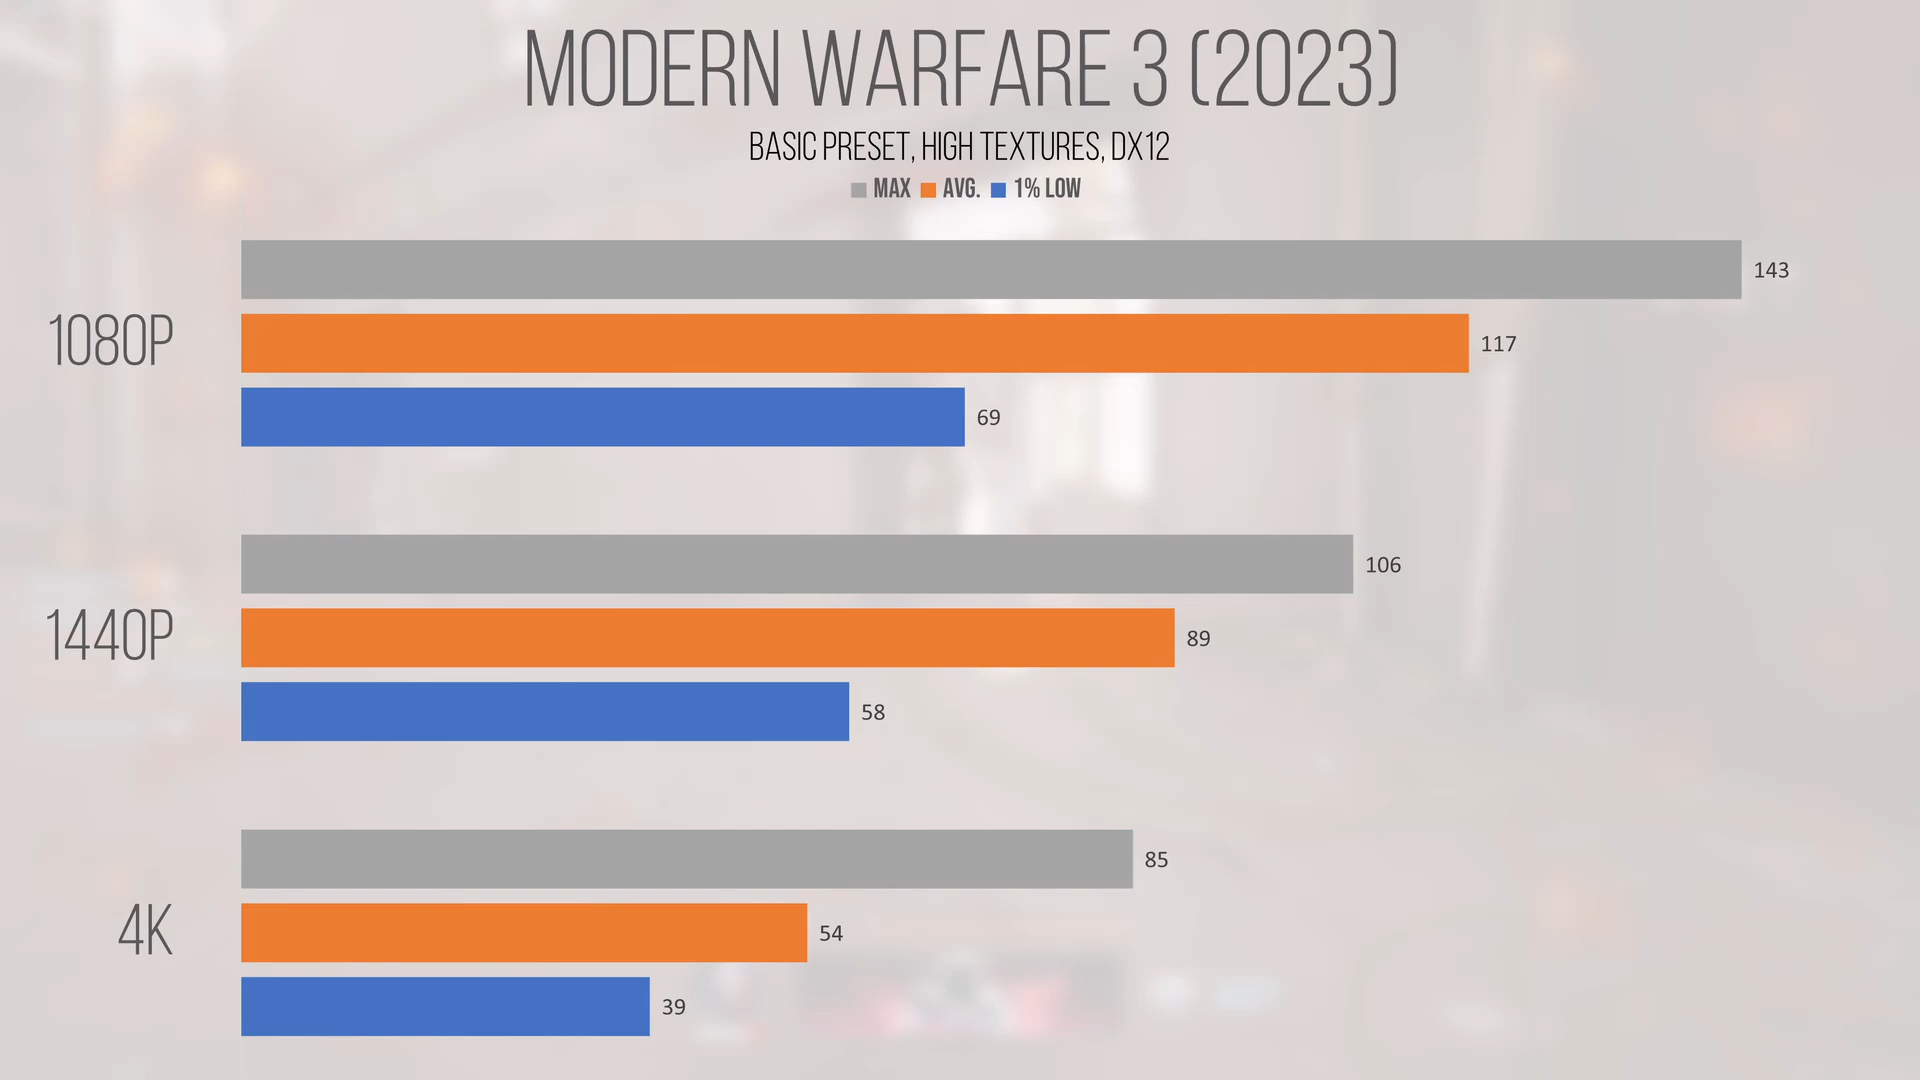 MODERN WARFARE 3 (2023)
BASIC PRESET, HIGH TEXTURES, DX12
MAX AVG. 1% LOW
143
1080P
117
69
106
1440P
89
58
85
4K
54
39